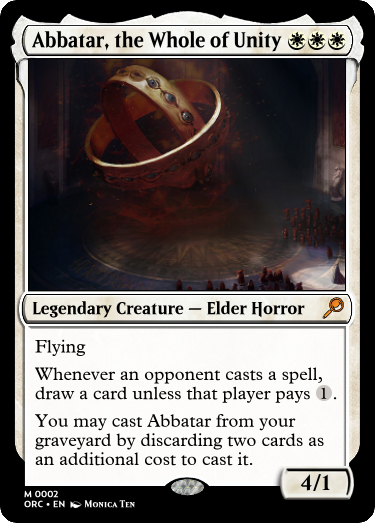 Abbatar, the Whole of Unity
Legendary Creature — Elder Horror
Flying
Whenever an opponent casts a spell,
draw a card unless that player pays 1.
You may cast Abbatar from your
graveyard by discarding two cards as
an additional cost to cast it.
4/1
M 0002
ORC • EN Monica Ten